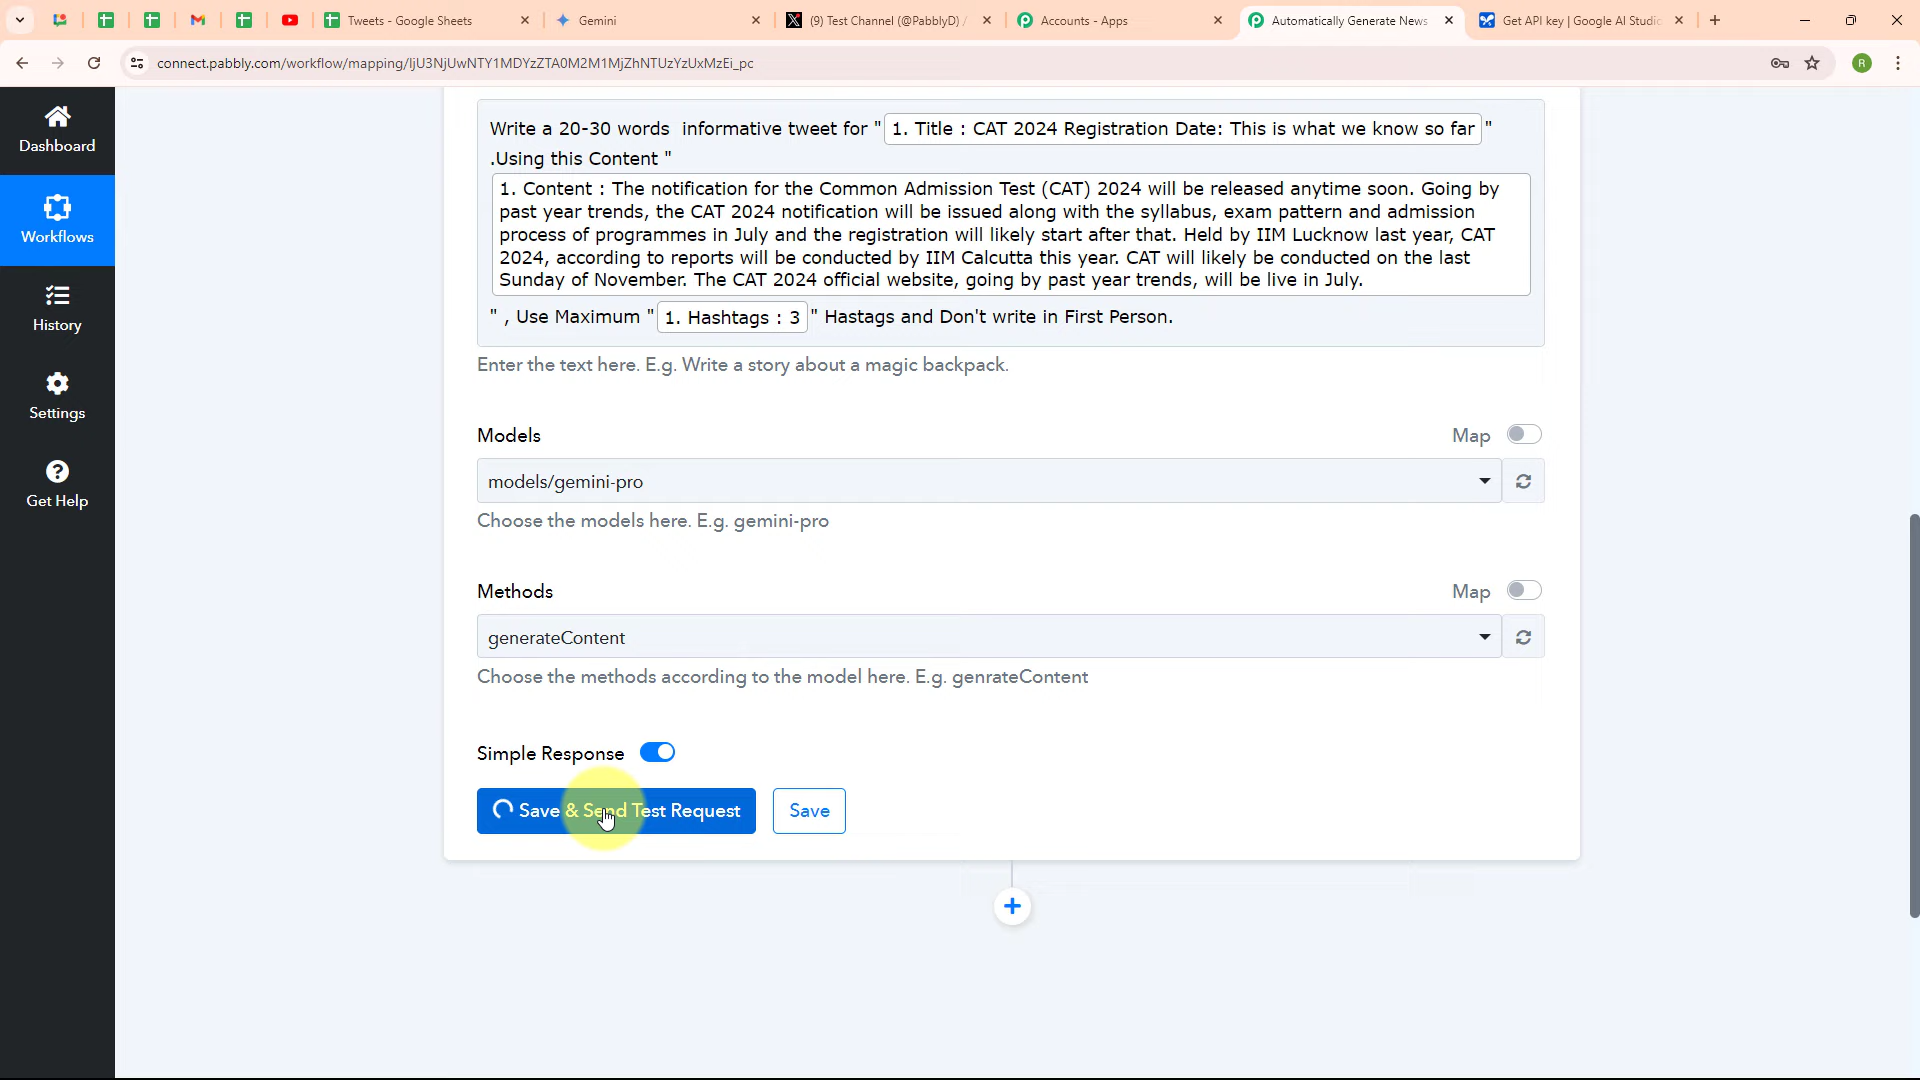 Tweets - Google Sheets
Gemini
(9) Test Channel (@PabblyD) /
Accounts - Apps
Automatically Generate News
Get API key | Google AI Studio
connect.pabbly.com/workflow/mapping/IjU3NjUwNTY1MDYzZTA0M2M1MjZhNTUzYzUxMzEi_pc
R
Dashboard
Workflows
History
Settings
Get Help
Write a 20-30 words informative tweet for " 1. Title : CAT 2024 Registration Date: This is what we know so far "
.Using this Content "
1. Content : The notification for the Common Admission Test (CAT) 2024 will be released anytime soon. Going by
past year trends, the CAT 2024 notification will be issued along with the syllabus, exam pattern and admission
process of programmes in July and the registration will likely start after that. Held by IIM Lucknow last year, CAT
2024, according to reports will be conducted by IIM Calcutta this year. CAT will likely be conducted on the last
Sunday of November. The CAT 2024 official website, going by past year trends, will be live in July.
" , Use Maximum " 1. Hashtags : 3 " Hastags and Don't write in First Person.
Enter the text here. E.g. Write a story about a magic backpack.
Models
Map
models/gemini-pro
Choose the models here. E.g. gemini-pro
Methods
Map
generateContent
Choose the methods according to the model here. E.g. genrateContent
Simple Response
Save & Send Test Request
Save